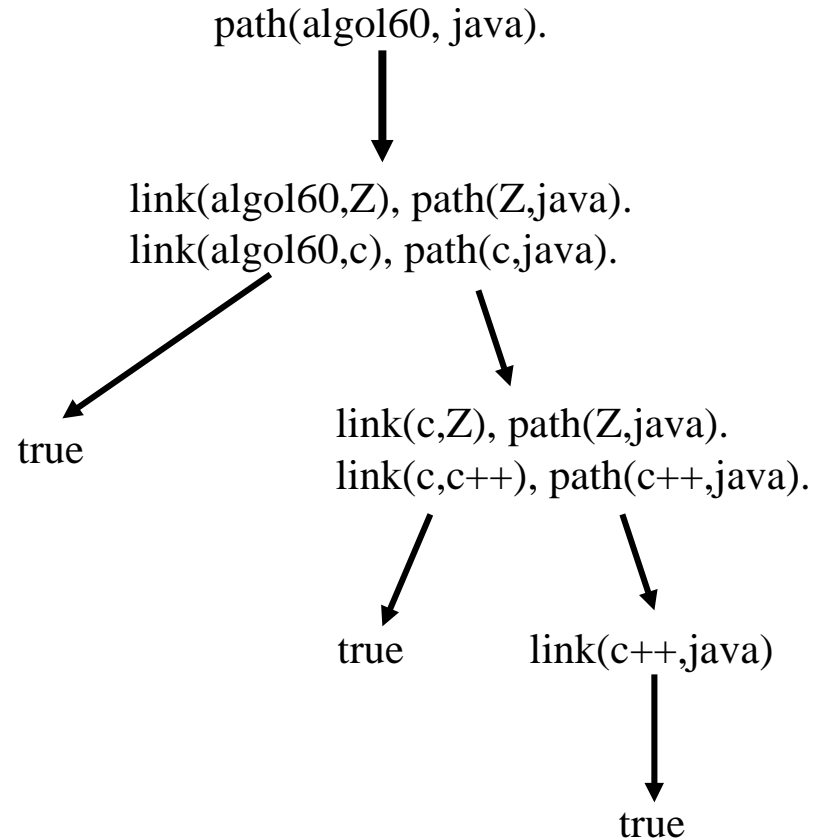 path(algol60, java).
link(algol60,Z), path(Z,java).
link(algol60,c), path(c,java).
true
link(c,Z), path(Z,java).
link(c,c++), path(c++,java).
true
link(c++,java)
true